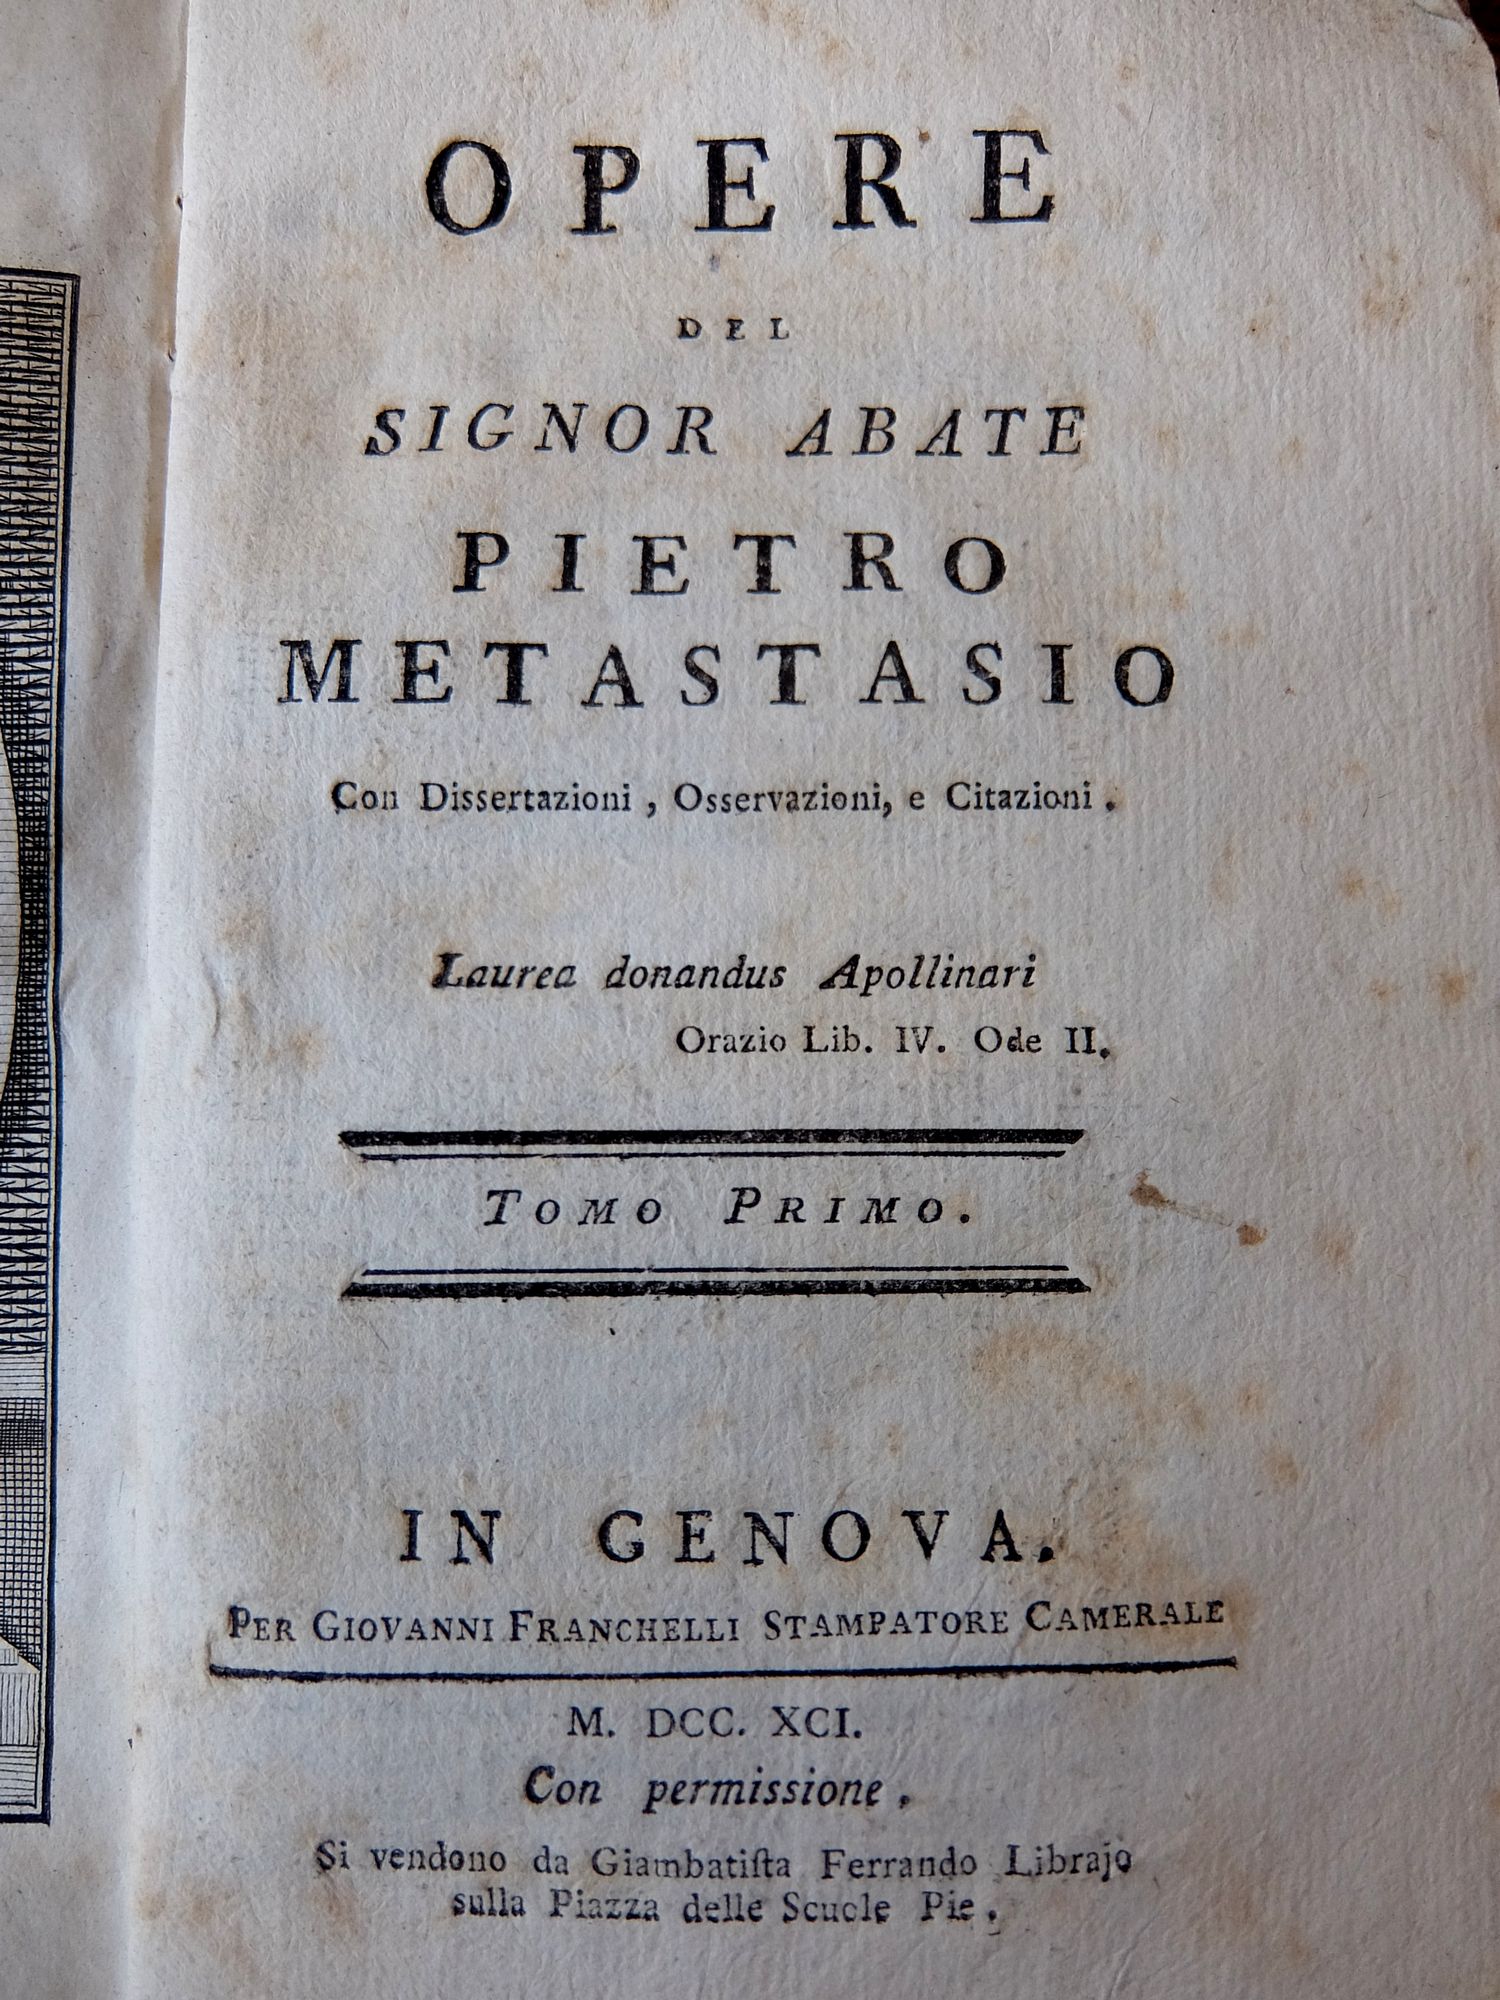 OPERE
DEL
SIGNOR ABATE
PIETRO
METASTASIO
Con Dissertazioni, Osservazioni, e Citazioni.
Laurea donandus Apollinari
Orazio Lib. IV. Ode II.
TOMO PRIMO.
IN GENOVA.
PER GIOVANNI FRANCHELLI STAMPATORE CAMERALE
M. DCC. XCI.
Con permissione.
Si vendono da Giambatiſta Ferrando Librajo
sulla Piazza delle Scuole Pie.